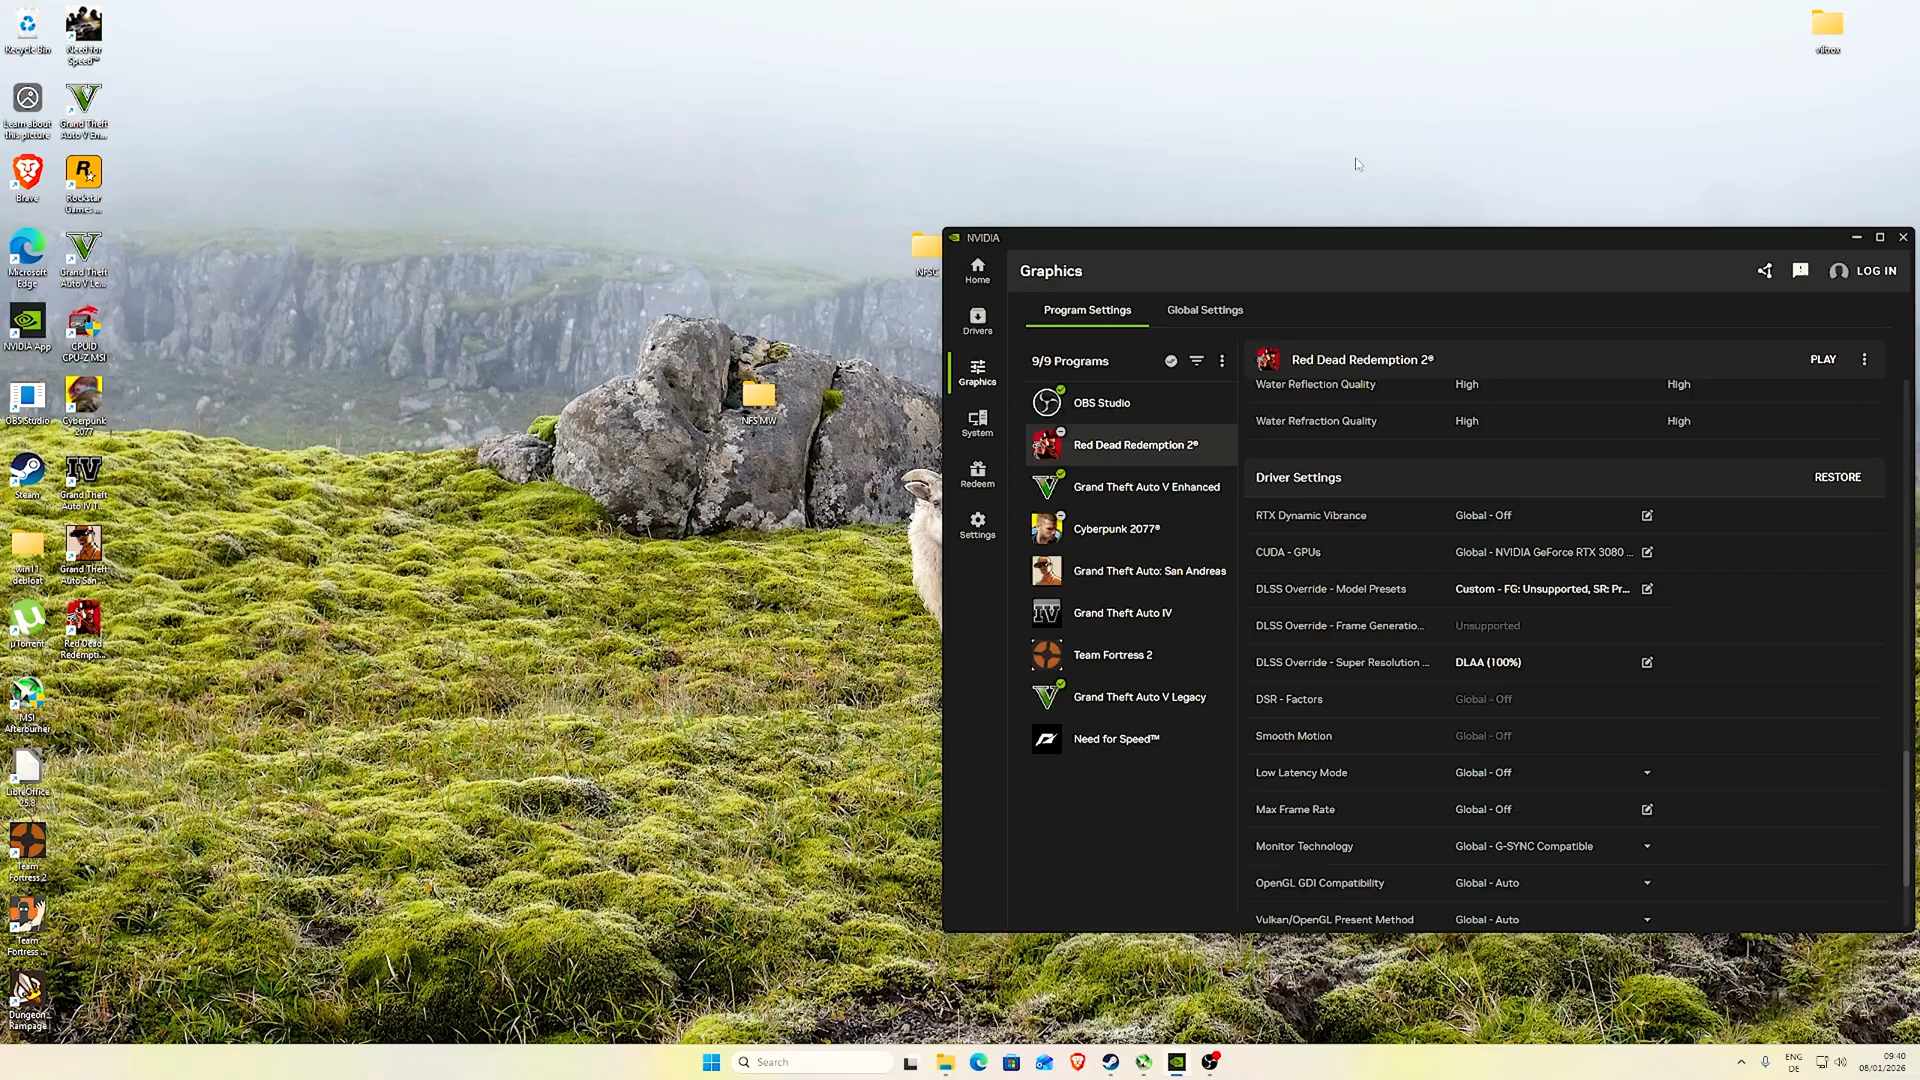 Recycle Bin
Need for
Speed™
Learn about
this picture
Grand Theft
Auto V En...
Brave
Rockstar
Games ...
Microsoft
Edge
Grand Theft
Auto V Le...
NVIDIA App
CPUID
CPU-Z MSI
OBS Studio
Cyberpunk
2077
Steam
Grand Theft
Auto IV T...
win11
debloat
Grand Theft
Auto San ...
µTorrent
Red Dead
Redempti...
MSI
Afterburner
LibreOffice
25.8
Team
Fortress 2
Team
Fortress ...
Dungeon
Rampage
NFS MW
NFSC
viltrox
NVIDIA
Home
Drivers
Graphics
System
Redeem
Settings
Graphics
LOG IN
Program Settings
Global Settings
9/9 Programs
OBS Studio
Red Dead Redemption 2®
Grand Theft Auto V Enhanced
Cyberpunk 2077®
Grand Theft Auto: San Andreas
Grand Theft Auto IV
Team Fortress 2
Grand Theft Auto V Legacy
Need for Speed™
Red Dead Redemption 2®
PLAY
Water Reflection Quality High High
Water Refraction Quality High High
Driver Settings RESTORE
RTX Dynamic Vibrance Global - Off
CUDA - GPUs Global - NVIDIA GeForce RTX 3080 ...
DLSS Override - Model Presets Custom - FG: Unsupported, SR: Pr...
DLSS Override - Frame Generatio... Unsupported
DLSS Override - Super Resolution ... DLAA (100%)
DSR - Factors Global - Off
Smooth Motion Global - Off
Low Latency Mode Global - Off
Max Frame Rate Global - Off
Monitor Technology Global - G-SYNC Compatible
OpenGL GDI Compatibility Global - Auto
Vulkan/OpenGL Present Method Global - Auto
Search
ENG
DE
09:40
08/01/2026